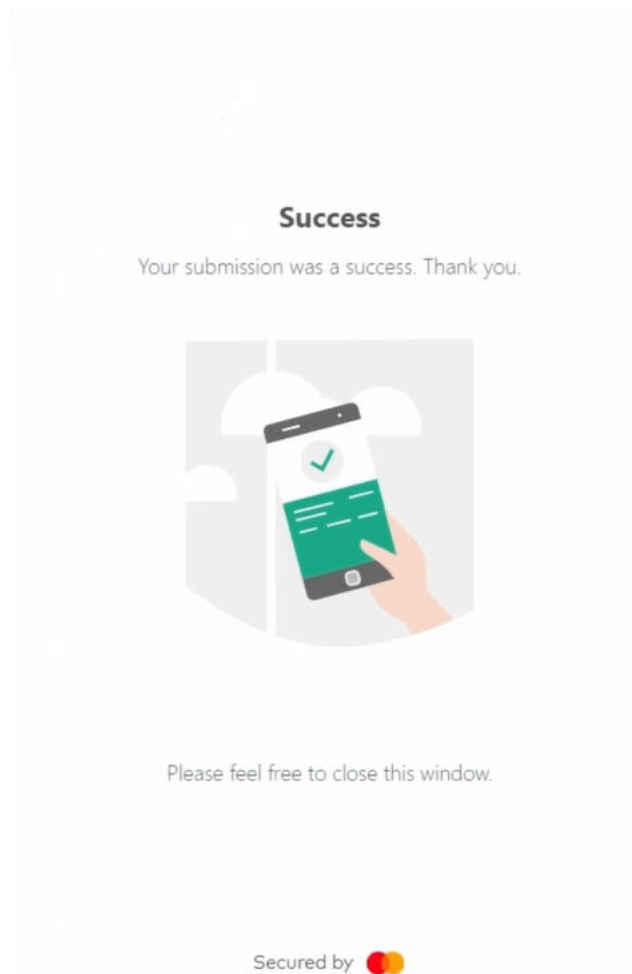 Success
Your submission was a success. Thank you.
Please feel free to close this window.
Secured by